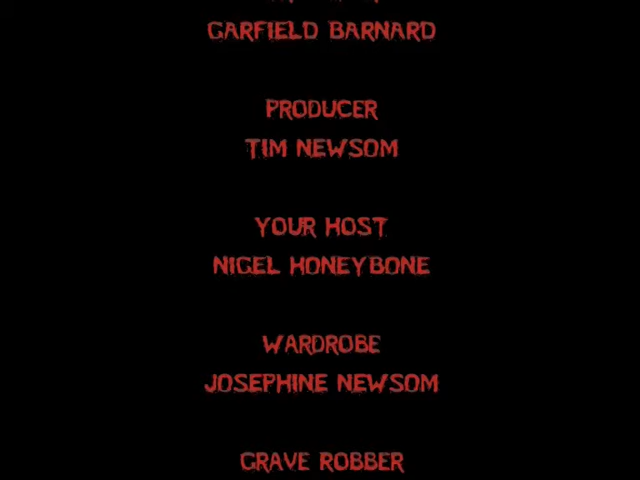 GARFIELD BARNARD
PRODUCER
TIM NEWSOM
YOUR HOST
NIGEL HONEYBONE
WARDROBE
JOSEPHINE NEWSOM
GRAVE ROBBER